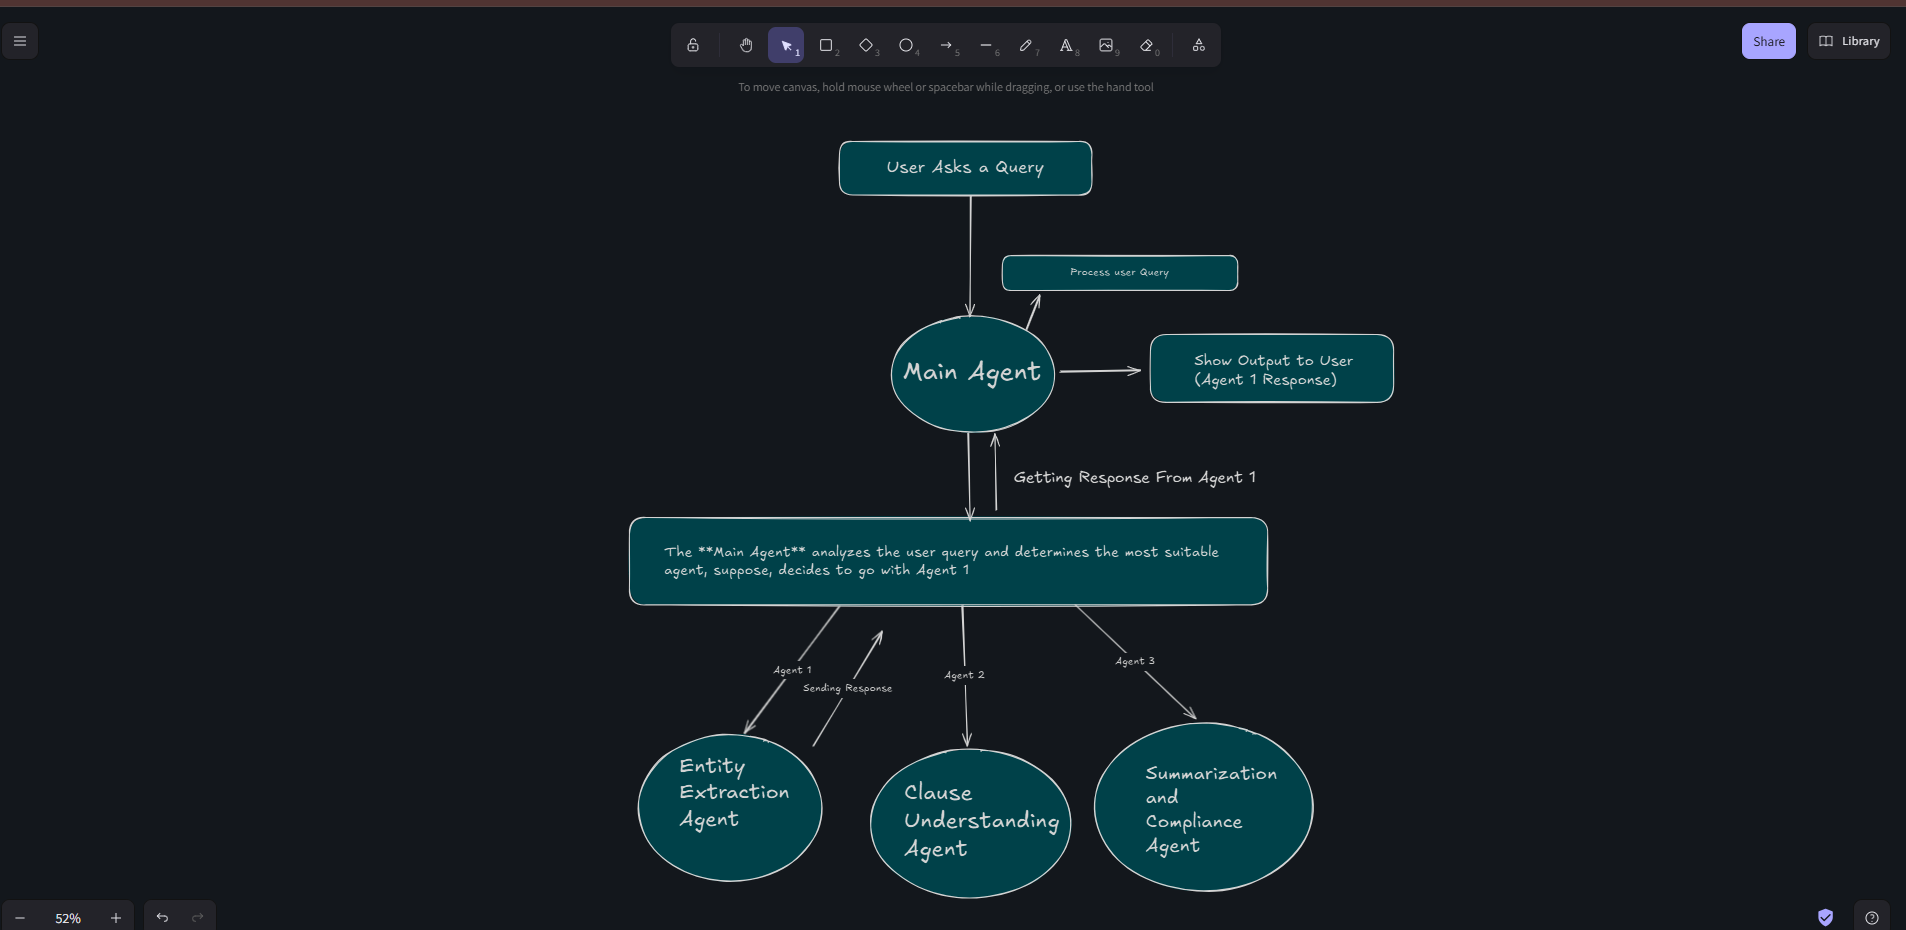 1
2
3
4
5
6
7
8
9
0
Share
Library
To move canvas, hold mouse wheel or spacebar while dragging, or use the hand tool
User Asks a Query
Process user Query
Main Agent
Show Output to User
(Agent 1 Response)
Getting Response From Agent 1
The **Main Agent** analyzes the user query and determines the most suitable
agent, suppose, decides to go with Agent 1
Agent 1
Sending Response
Agent 2
Agent 3
Entity
Extraction
Agent
Clause
Understanding
Agent
Summarization
and
Compliance
Agent
52%